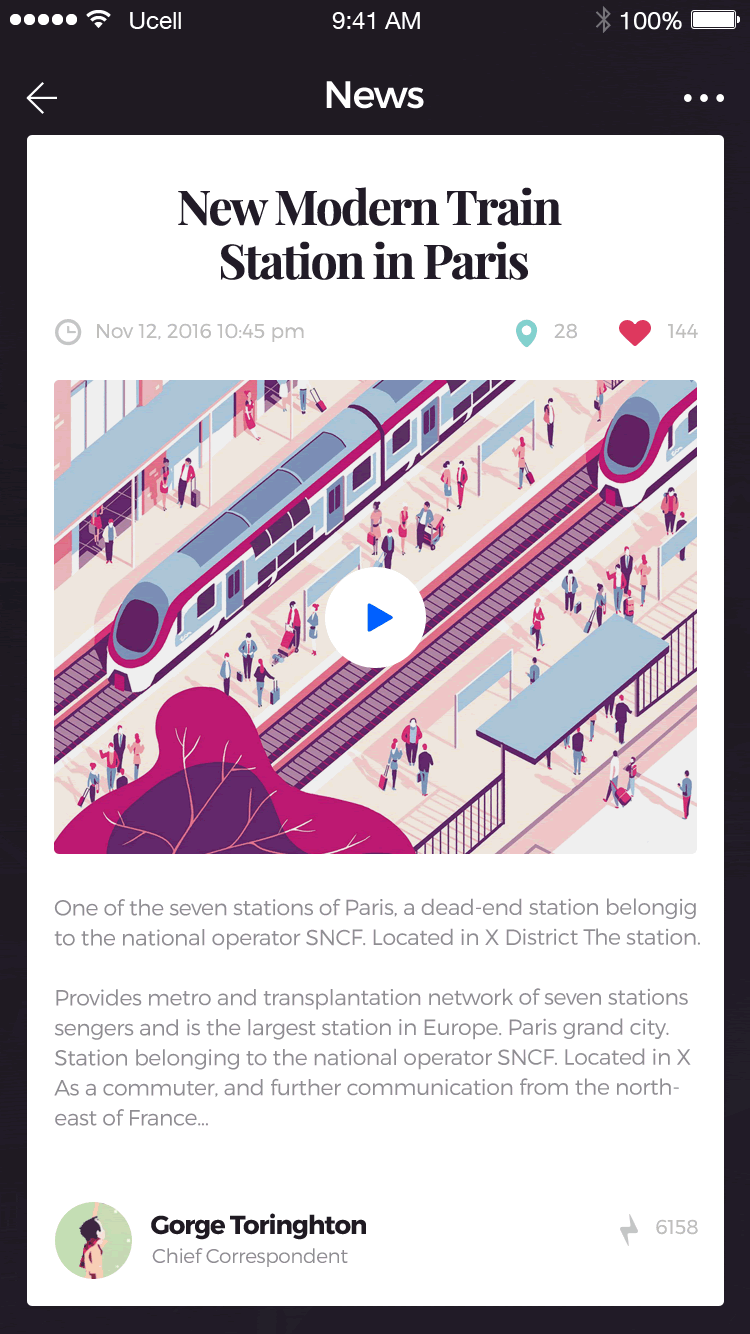 Ucell 9:41 AM 100%
News
New Modern Train
Station in Paris
Nov 12, 2016 10:45 pm 28 144
One of the seven stations of Paris, a dead-end station belongig
to the national operator SNCF. Located in X District The station.
Provides metro and transplantation network of seven stations
sengers and is the largest station in Europe. Paris grand city.
Station belonging to the national operator SNCF. Located in X
As a commuter, and further communication from the north-
east of France...
Gorge Toringhton
6158
Chief Correspondent